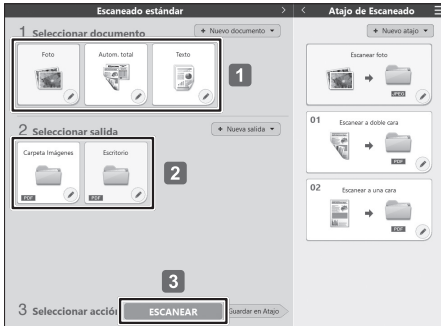 Escaneado estándar >
1 Seleccionar documento
+ Nuevo documento ▼
Foto
Autom. total
Texto
1
2 Seleccionar salida
+ Nueva salida ▼
Carpeta Imágenes
Escritorio
PDF
PDF
2
3
3 Seleccionar acción
ESCANEAR
Guardar en Atajo
< Atajo de Escaneado
+ Nuevo atajo ▼
Escanear foto
JPEG
01 Escanear a doble cara
PDF
02 Escanear a una cara
PDF